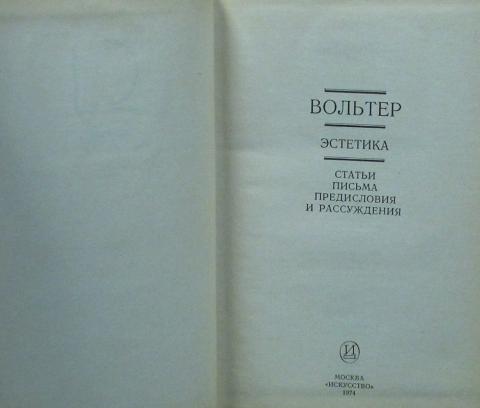 ВОЛЬТЕР
ЭСТЕТИКА
СТАТЬИ
ПИСЬМА
ПРЕДИСЛОВИЯ
И РАССУЖДЕНИЯ
И
МОСКВА
«ИСКУССТВО»
1974